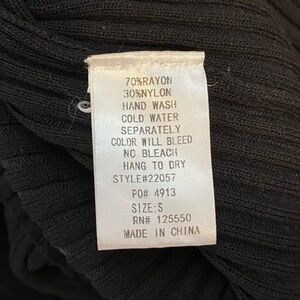 70%RAYON
30%NYLON
HAND WASH
COLD WATER
SEPARATELY
COLOR WILL BLEED
NO BLEACH
HANG TO DRY
STYLE#22057
PO# 4913
SIZE:S
RN# 125550
MADE IN CHINA